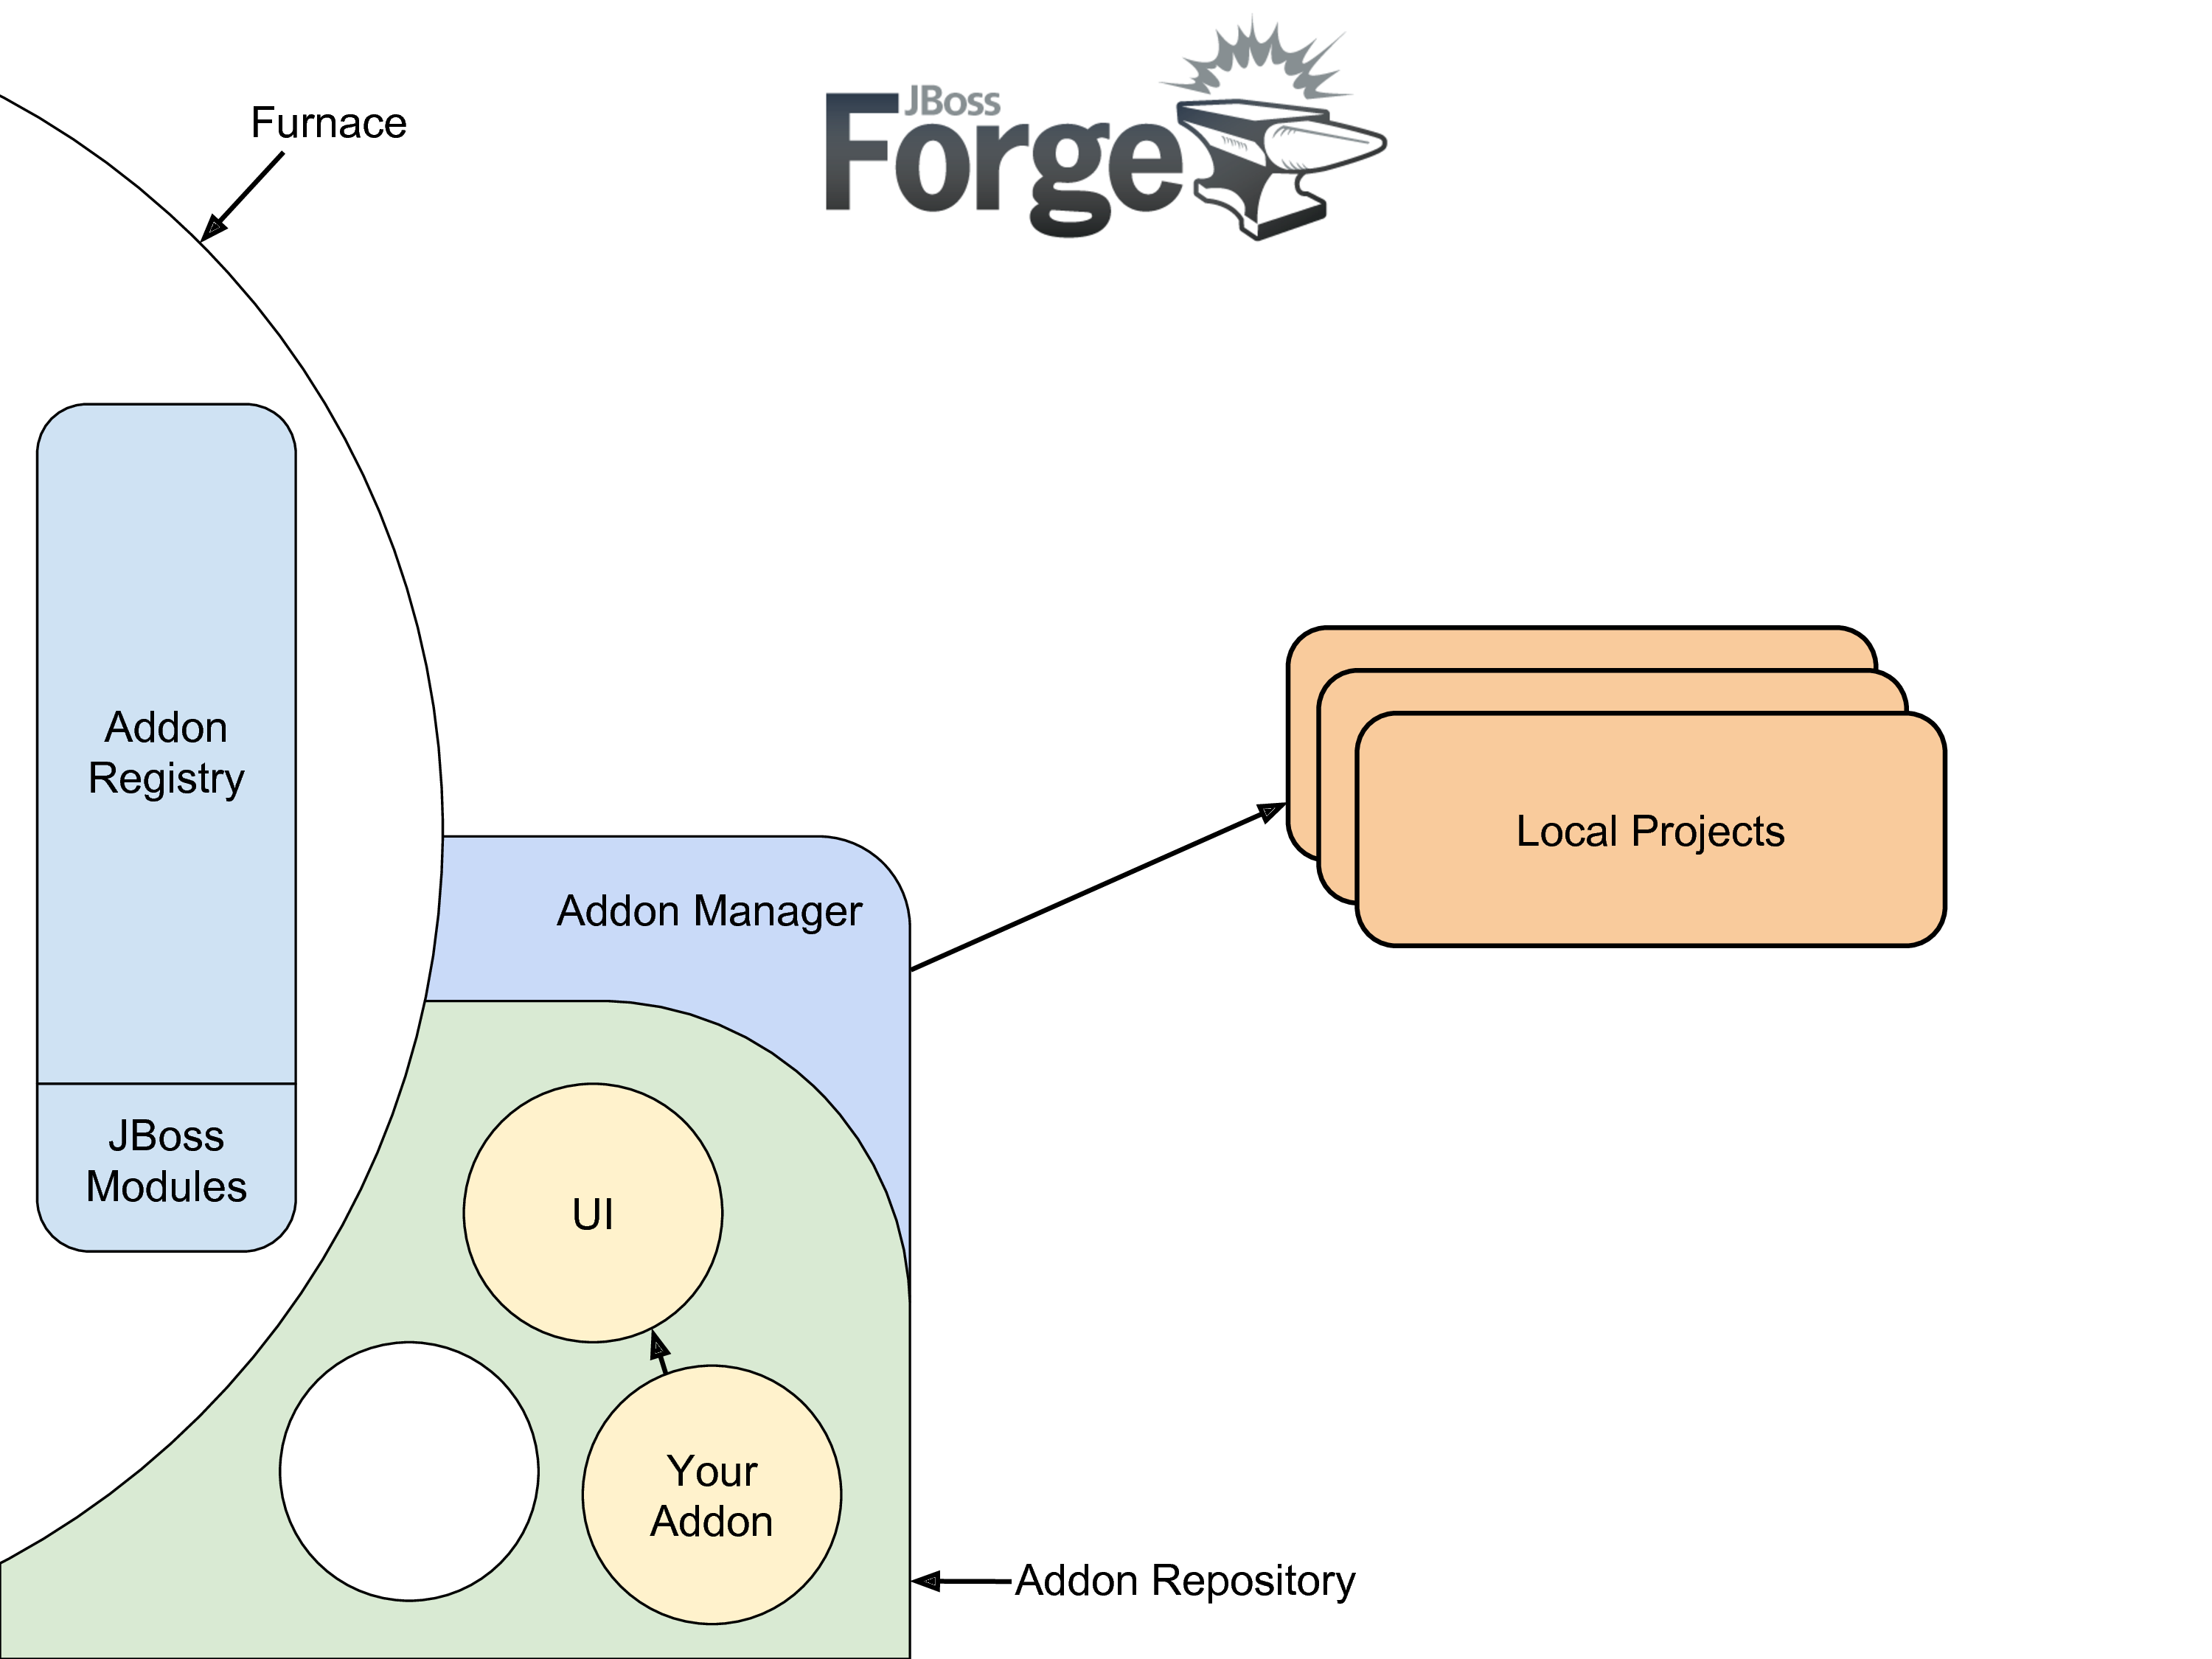 Furnace
JBoss
Forge
Addon
Registry
Local Projects
Addon Manager
JBoss
Modules
UI
Your
Addon
Addon Repository